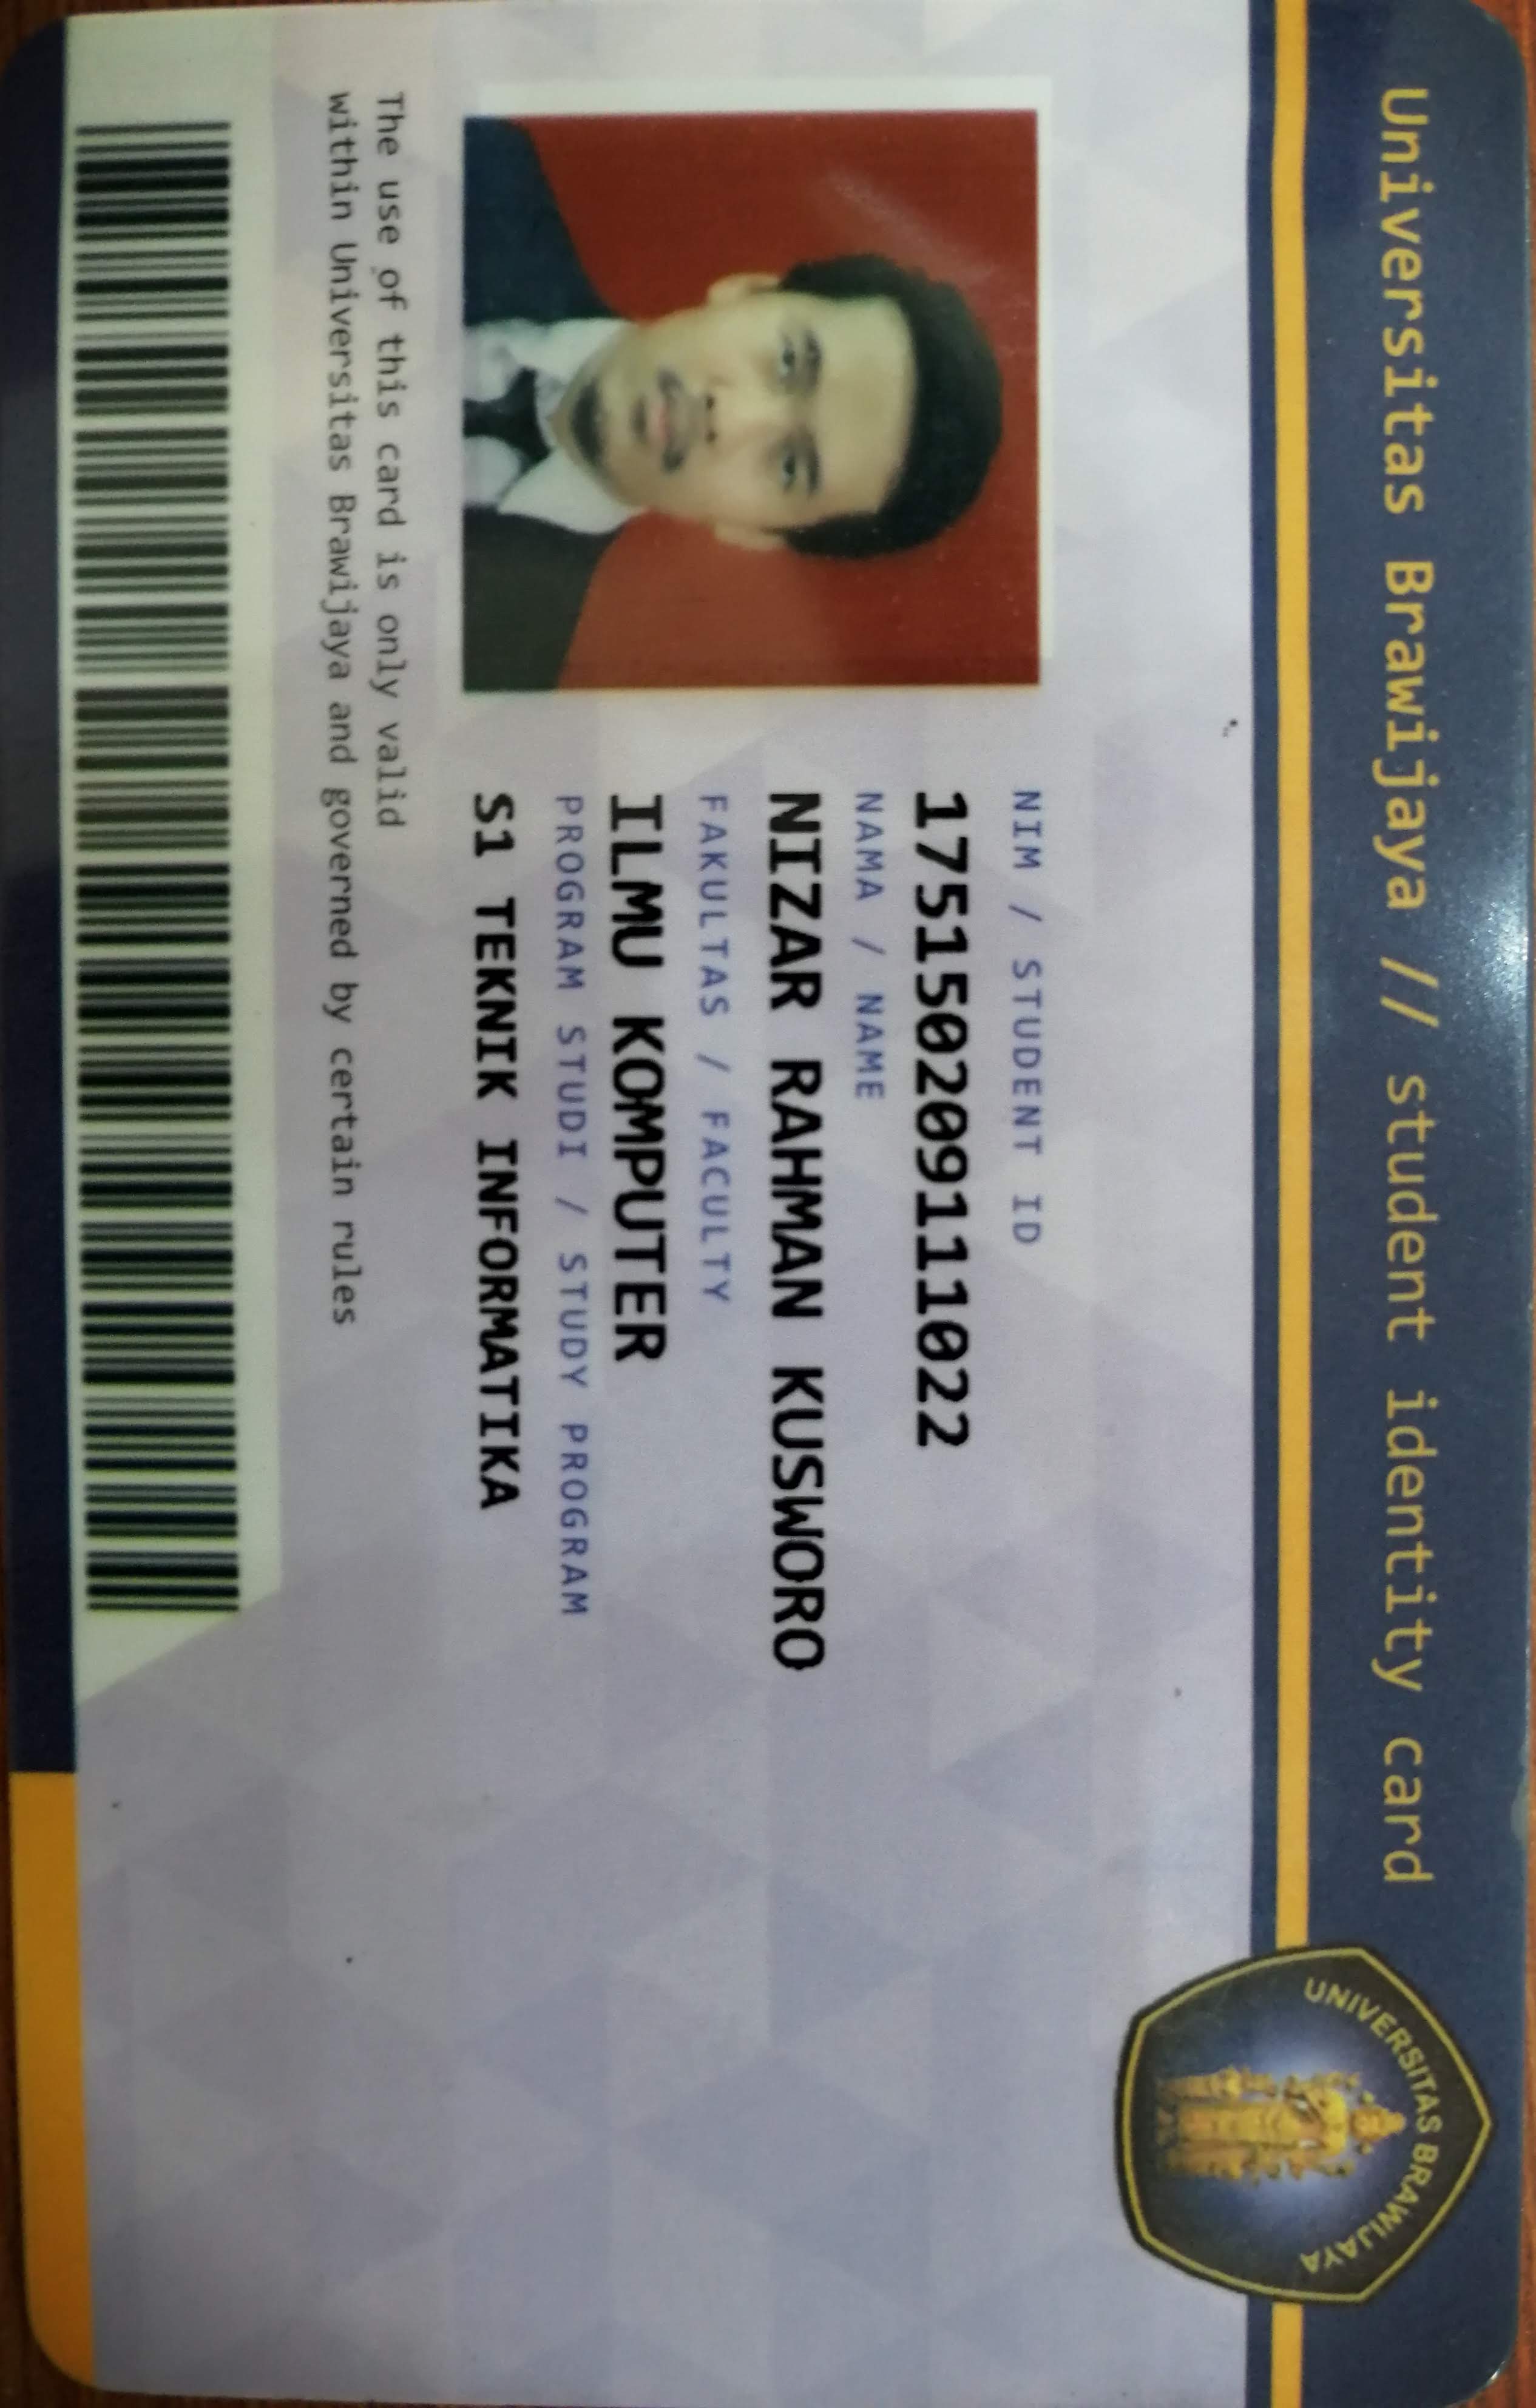 Universitas Brawijaya // student identity card
UNIVERSITAS BRAWIJAYA
NIM / STUDENT ID
175150209111022
NAMA / NAME
NIZAR RAHMAN KUSWORO
FAKULTAS / FACULTY
ILMU KOMPUTER
PROGRAM STUDI / STUDY PROGRAM
S1 TEKNIK INFORMATIKA
The use of this card is only valid
within Universitas Brawijaya and governed by certain rules